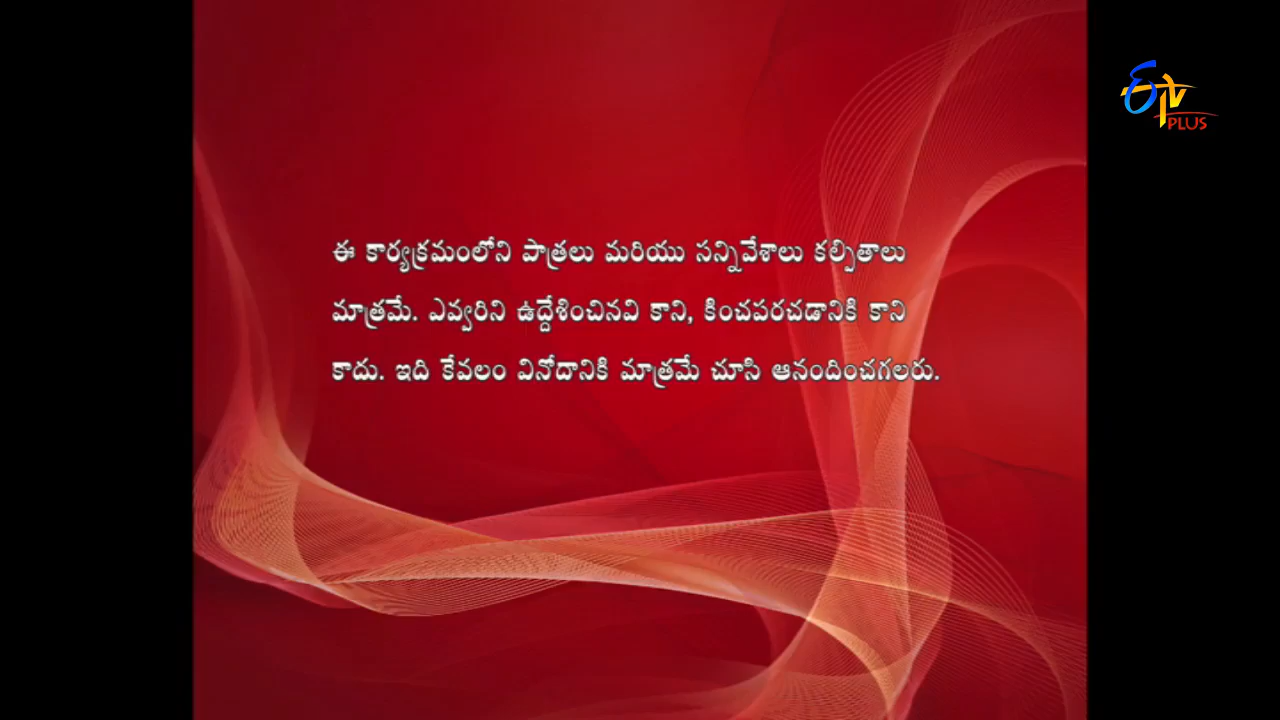 ETV
PLUS
ఈ కార్యక్రమంలోని పాత్రలు మరియు సన్నివేశాలు కల్పితాలు
మాత్రమే. ఎవ్వరిని ఉద్దేశించినవి కాని, కించపరచడానికి కాని
కాదు. ఇది కేవలం వినోదానికి మాత్రమే చూసి ఆనందించగలరు.